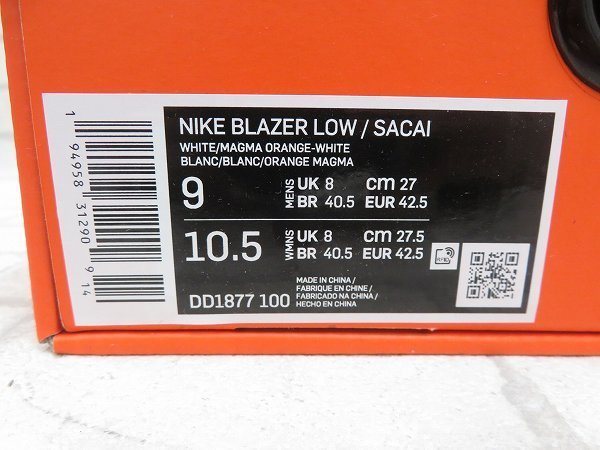 NIKE BLAZER LOW / SACAI
WHITE/MAGMA ORANGE-WHITE
BLANC/BLANC/ORANGE MAGMA
9 MENS UK 8 CM 27
BR 40.5 EUR 42.5
10.5 WMNS UK 8 CM 27.5
BR 40.5 EUR 42.5
MADE IN CHINA /
FABRIQUE EN CHINE /
FABRICADO NA CHINA /
HECHO EN CHINA
DD1877 100
1 94958 31290 9 14